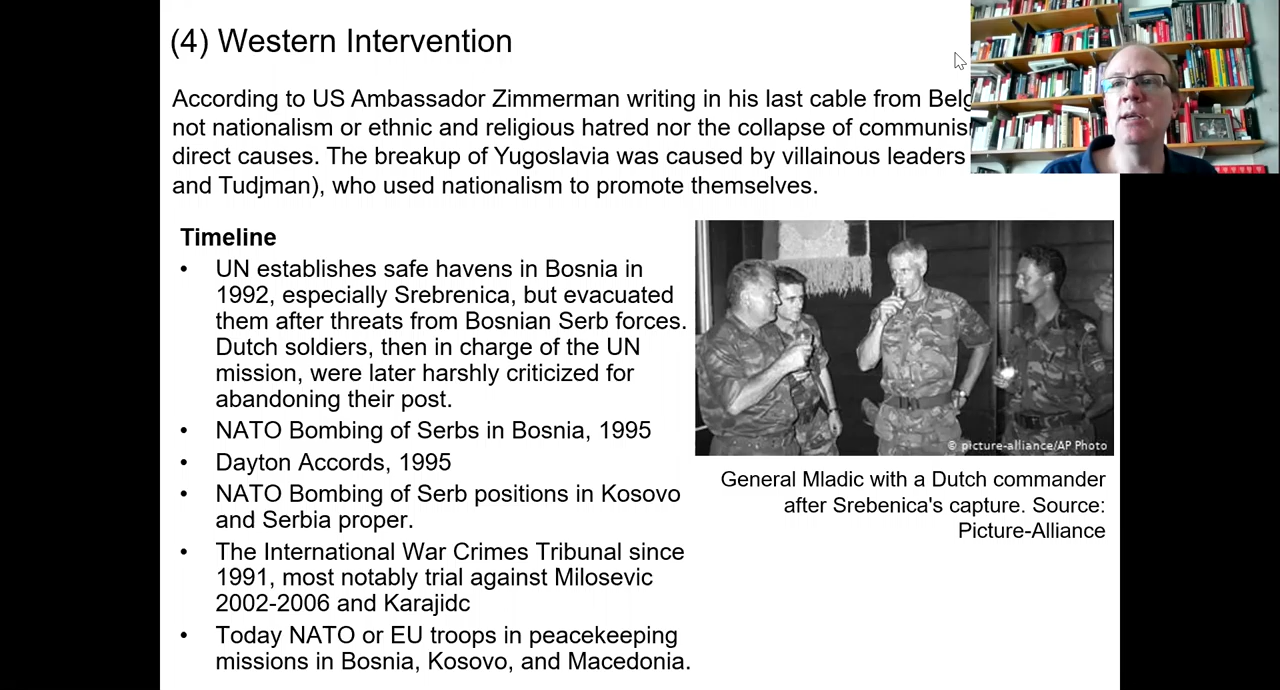 (4) Western Intervention
According to US Ambassador Zimmerman writing in his last cable from
not nationalism or ethnic and religious hatred nor the collapse of
direct causes. The breakup of Yugoslavia was caused by villainous leaders
and Tudjman), who used nationalism to promote themselves.
Timeline
• UN establishes safe havens in Bosnia in
1992, especially Srebrenica, but evacuated
them after threats from Bosnian Serb forces.
Dutch soldiers, then in charge of the UN
mission, were later harshly criticized for
abandoning their post.
• NATO Bombing of Serbs in Bosnia, 1995
• Dayton Accords, 1995
• NATO Bombing of Serb positions in Kosovo
and Serbia proper.
• The International War Crimes Tribunal since
1991, most notably trial against Milosevic
2002-2006 and Karajidc
• Today NATO or EU troops in peacekeeping
missions in Bosnia, Kosovo, and Macedonia.
© picture-alliance/AP Photo
General Mladic with a Dutch commander
after Srebenica's capture. Source:
Picture-Alliance